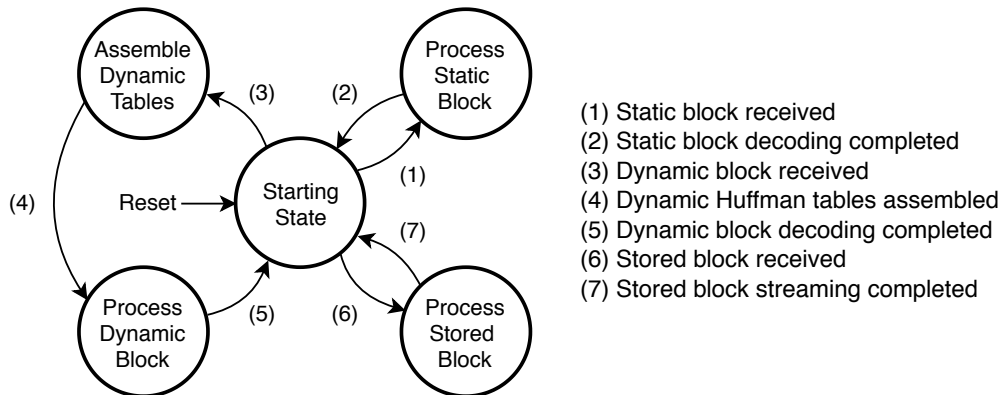 Assemble
Dynamic
Tables
Process
Static
Block
(3)
(2)
(1)
Reset
Starting
State
(4)
(7)
(5)
(6)
Process
Dynamic
Block
Process
Stored
Block
(1) Static block received
(2) Static block decoding completed
(3) Dynamic block received
(4) Dynamic Huffman tables assembled
(5) Dynamic block decoding completed
(6) Stored block received
(7) Stored block streaming completed